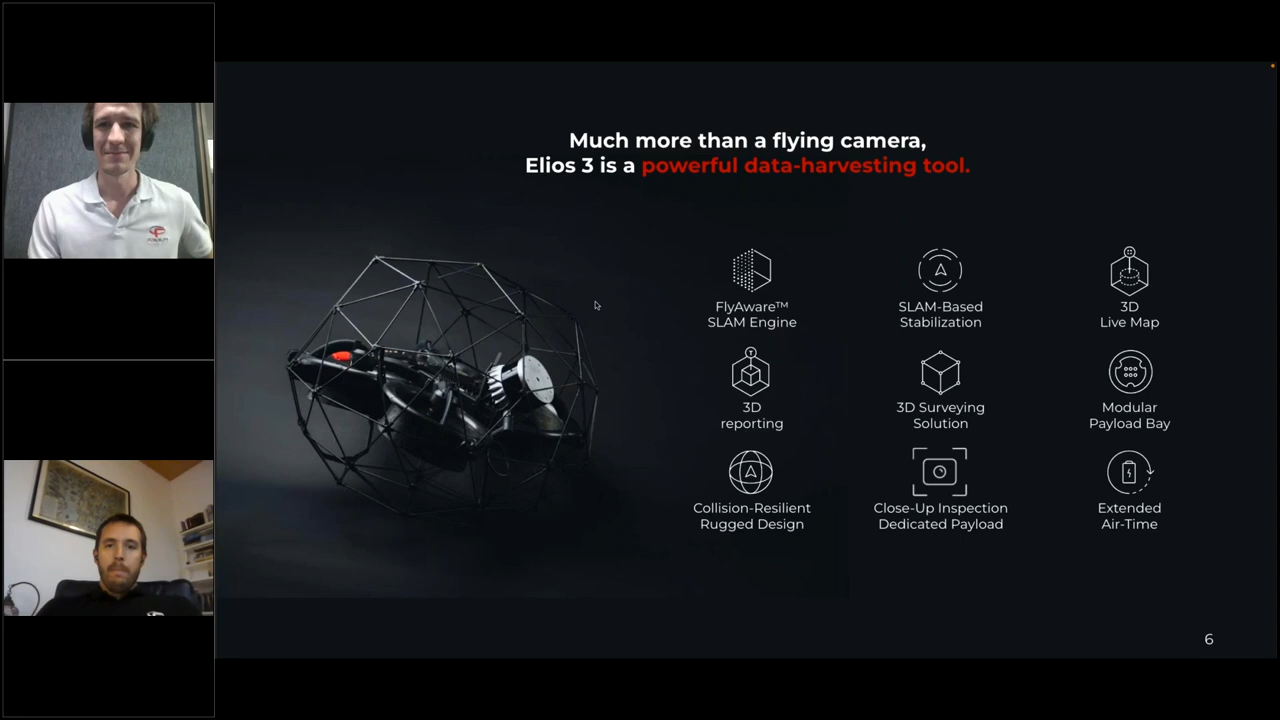 Much more than a flying camera,
Elios 3 is a powerful data-harvesting tool.
FlyAware™
SLAM Engine
SLAM-Based
Stabilization
3D
Live Map
T
3D
reporting
3D Surveying
Solution
Modular
Payload Bay
Collision-Resilient
Rugged Design
Close-Up Inspection
Dedicated Payload
Extended
Air-Time
6